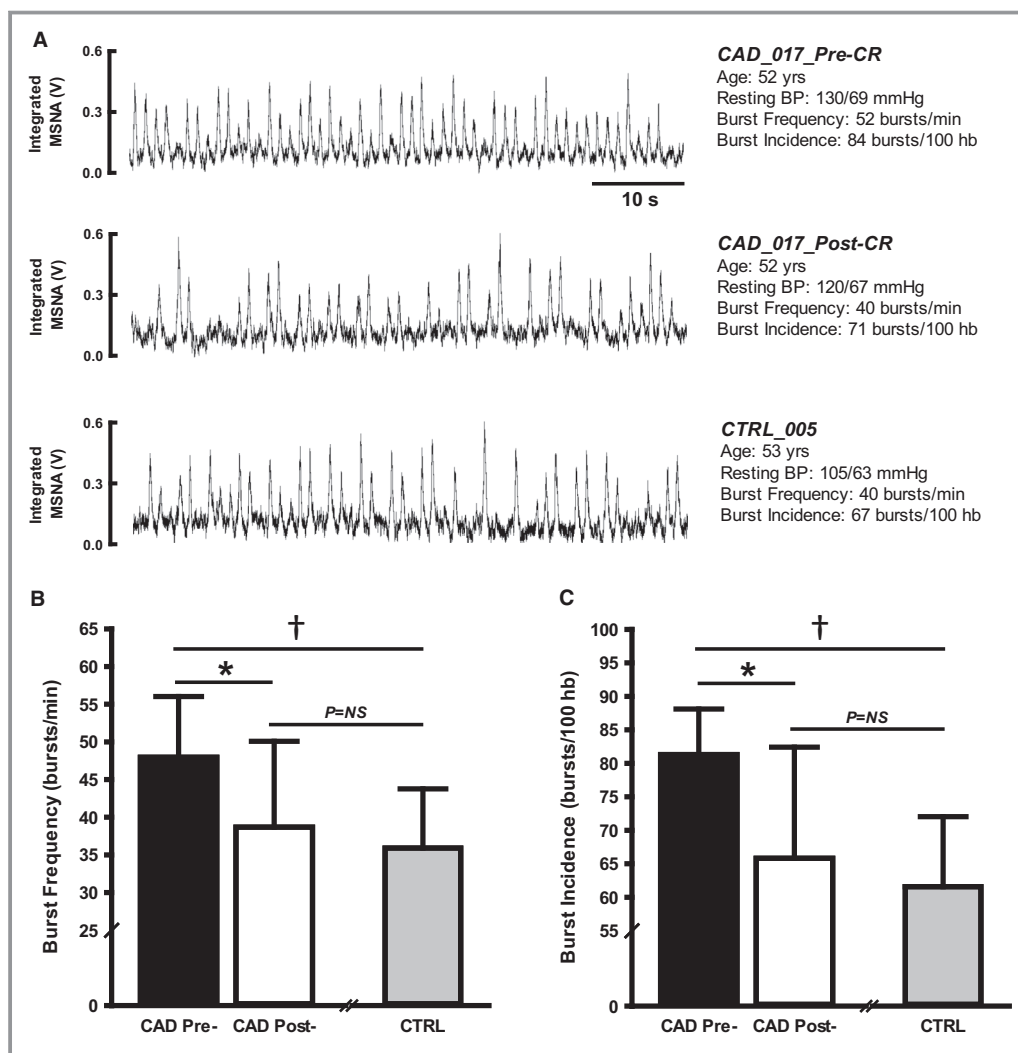 A
0.6
0.3
0.0
Integrated
MSNA (V)
10 s
CAD_017_Pre-CR
Age: 52 yrs
Resting BP: 130/69 mmHg
Burst Frequency: 52 bursts/min
Burst Incidence: 84 bursts/100 hb
0.6
0.3
0.0
Integrated
MSNA (V)
CAD_017_Post-CR
Age: 52 yrs
Resting BP: 120/67 mmHg
Burst Frequency: 40 bursts/min
Burst Incidence: 71 bursts/100 hb
0.6
0.3
0.0
Integrated
MSNA (V)
CTRL_005
Age: 53 yrs
Resting BP: 105/63 mmHg
Burst Frequency: 40 bursts/min
Burst Incidence: 67 bursts/100 hb
B
Burst Frequency (bursts/min)
65
60
55
50
45
40
35
30
25
0
†
*
P=NS
CAD Pre-
CAD Post-
CTRL
C
Burst Incidence (bursts/100 hb)
100
95
90
85
80
75
70
65
60
55
0
†
*
P=NS
CAD Pre-
CAD Post-
CTRL